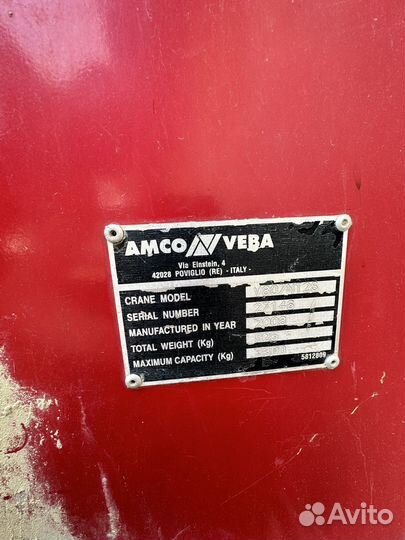 AMCO VEBA
Via Einstein, 4
42028 POVIGLIO (RE) - ITALY -
CRANE MODEL
SERIAL NUMBER
MANUFACTURED IN YEAR
TOTAL WEIGHT (Kg)
MAXIMUM CAPACITY (Kg)
5812809
Avito